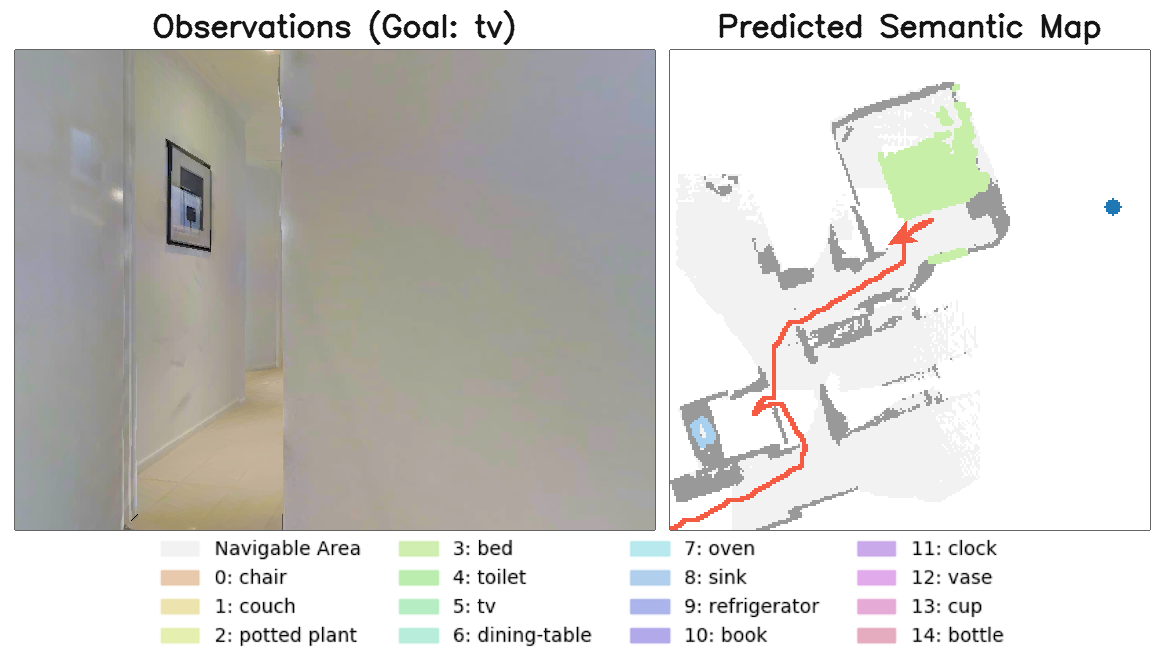 Observations (Goal: tv)
Predicted Semantic Map
Navigable Area
0: chair
1: couch
2: potted plant
3: bed
4: toilet
5: tv
6: dining-table
7: oven
8: sink
9: refrigerator
10: book
11: clock
12: vase
13: cup
14: bottle